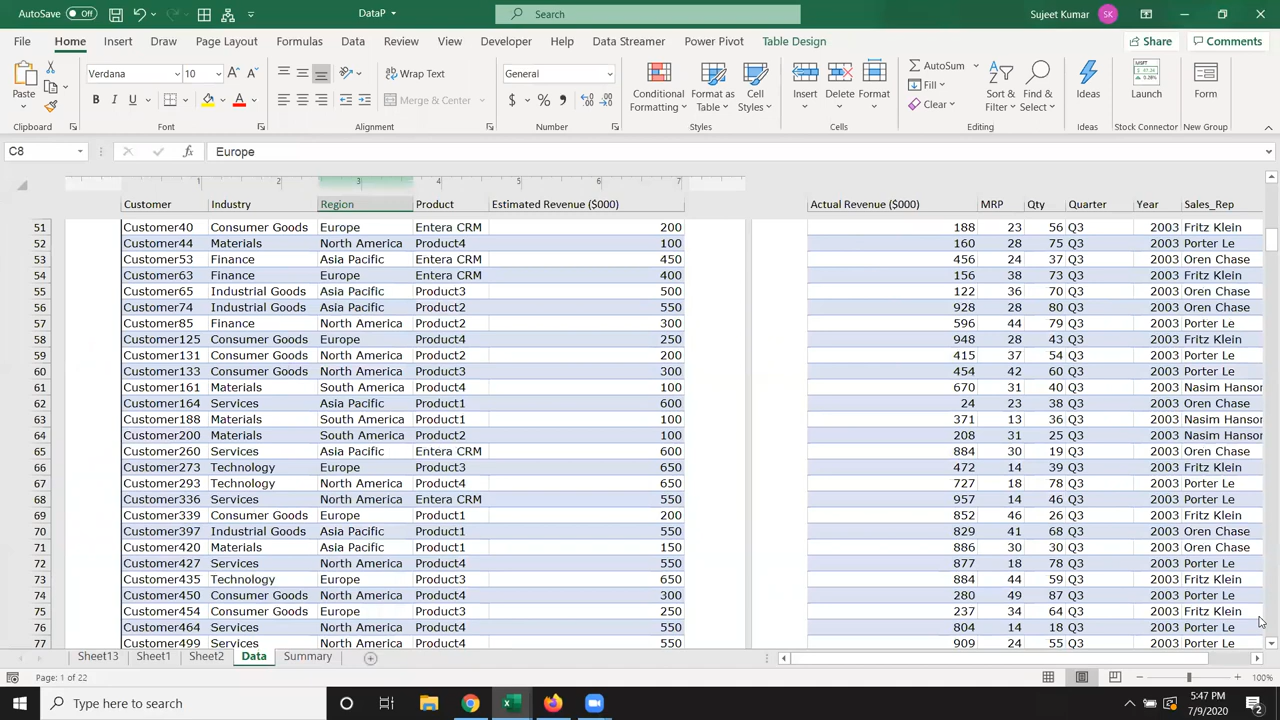 AutoSave Off DataP Search Sujeet Kumar SK
File Home Insert Draw Page Layout Formulas Data Review View Developer Help Data Streamer Power Pivot Table Design Share Comments
Verdana 10 Wrap Text General AutoSum
Paste Conditional Formatting Format as Table Cell Styles Insert Delete Format Fill Sort & Filter Find & Select Ideas Launch Form
B I U A Merge & Center $ % Clear
Clipboard Font Alignment Number Styles Cells Editing Ideas Stock Connector New Group
C8 fx Europe
1 2 3 4 5 6 7
Customer Industry Region Product Estimated Revenue ($000) Actual Revenue ($000) MRP Qty Quarter Year Sales_Rep
51 Customer40 Consumer Goods Europe Entera CRM 200 188 23 56 Q3 2003 Fritz Klein
52 Customer44 Materials North America Product4 100 160 28 75 Q3 2003 Porter Le
53 Customer53 Finance Asia Pacific Entera CRM 450 456 24 37 Q3 2003 Oren Chase
54 Customer63 Finance Europe Entera CRM 400 156 38 73 Q3 2003 Fritz Klein
55 Customer65 Industrial Goods Asia Pacific Product3 500 122 36 70 Q3 2003 Oren Chase
56 Customer74 Industrial Goods Asia Pacific Product2 550 928 28 80 Q3 2003 Oren Chase
57 Customer85 Finance North America Product2 300 596 44 79 Q3 2003 Porter Le
58 Customer125 Consumer Goods Europe Product4 250 948 28 43 Q3 2003 Fritz Klein
59 Customer131 Consumer Goods North America Product2 200 415 37 54 Q3 2003 Porter Le
60 Customer133 Consumer Goods North America Product3 300 454 42 60 Q3 2003 Porter Le
61 Customer161 Materials South America Product4 100 670 31 40 Q3 2003 Nasim Hanson
62 Customer164 Services Asia Pacific Product1 600 24 23 38 Q3 2003 Oren Chase
63 Customer188 Materials South America Product1 100 371 13 36 Q3 2003 Nasim Hanson
64 Customer200 Materials South America Product2 100 208 31 25 Q3 2003 Nasim Hanson
65 Customer260 Services Asia Pacific Entera CRM 600 884 30 19 Q3 2003 Oren Chase
66 Customer273 Technology Europe Product3 650 472 14 39 Q3 2003 Fritz Klein
67 Customer293 Technology North America Product4 650 727 18 78 Q3 2003 Porter Le
68 Customer336 Services North America Entera CRM 550 957 14 46 Q3 2003 Porter Le
69 Customer339 Consumer Goods Europe Product1 200 852 46 26 Q3 2003 Fritz Klein
70 Customer397 Industrial Goods Asia Pacific Product1 550 829 41 68 Q3 2003 Oren Chase
71 Customer420 Materials Asia Pacific Product1 150 886 30 30 Q3 2003 Oren Chase
72 Customer427 Services North America Product4 550 877 18 78 Q3 2003 Porter Le
73 Customer435 Technology Europe Product3 650 884 44 59 Q3 2003 Fritz Klein
74 Customer450 Consumer Goods North America Product4 300 280 49 87 Q3 2003 Porter Le
75 Customer454 Consumer Goods Europe Product3 250 237 34 64 Q3 2003 Fritz Klein
76 Customer464 Services North America Product4 550 804 14 18 Q3 2003 Porter Le
77 Customer499 Services North America Product4 550 909 24 55 Q3 2003 Porter Le
Sheet13 Sheet1 Sheet2 Data Summary
Page: 1 of 22 100%
Type here to search 5:47 PM
7/9/2020 2